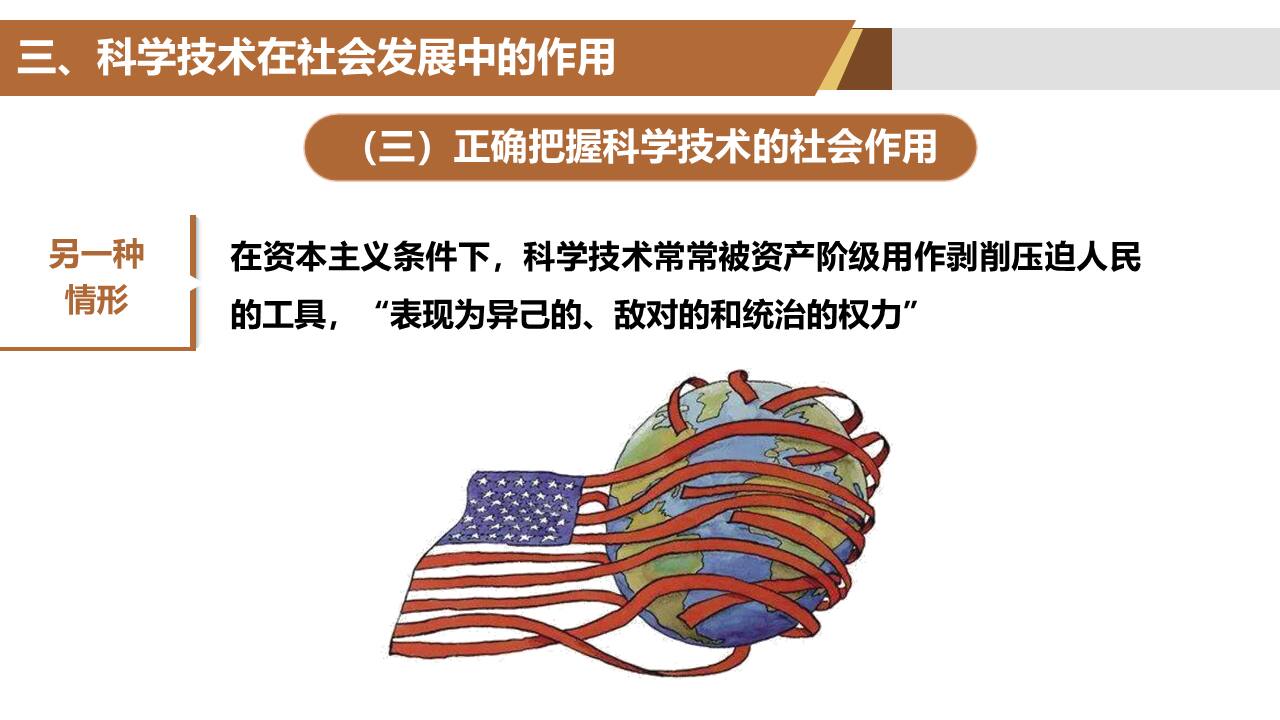 三、科学技术在社会发展中的作用
（三）正确把握科学技术的社会作用
另一种
情形
在资本主义条件下，科学技术常常被资产阶级用作剥削压迫人民
的工具，“表现为异己的、敌对的和统治的权力”